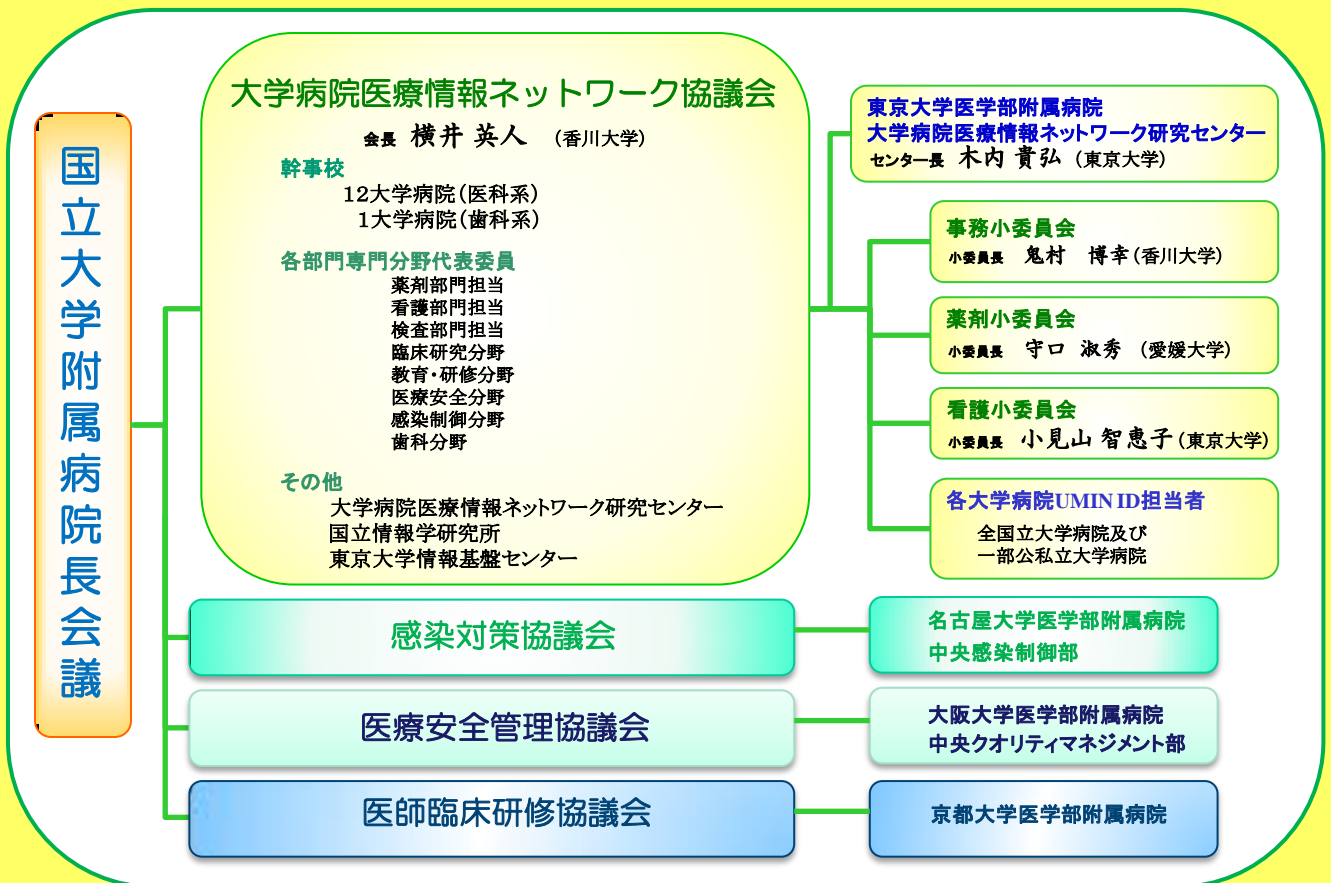 国立大学附属病院長会議
大学病院医療情報ネットワーク協議会
会長 横井 英人 (香川大学)
幹事校
12大学病院(医科系)
1大学病院(歯科系)
各部門専門分野代表委員
薬剤部門担当
看護部門担当
検査部門担当
臨床研究分野
教育・研修分野
医療安全分野
感染制御分野
歯科分野
その他
大学病院医療情報ネットワーク研究センター
国立情報学研究所
東京大学情報基盤センター
東京大学医学部附属病院
大学病院医療情報ネットワーク研究センター
センター長 木内 貴弘 (東京大学)
事務小委員会
小委員長 鬼村 博幸(香川大学)
薬剤小委員会
小委員長 守口 淑秀 (愛媛大学)
看護小委員会
小委員長 小見山 智恵子(東京大学)
各大学病院UMIN ID担当者
全国立大学病院及び
一部公私立大学病院
感染対策協議会
名古屋大学医学部附属病院
中央感染制御部
医療安全管理協議会
大阪大学医学部附属病院
中央クオリティマネジメント部
医師臨床研修協議会
京都大学医学部附属病院